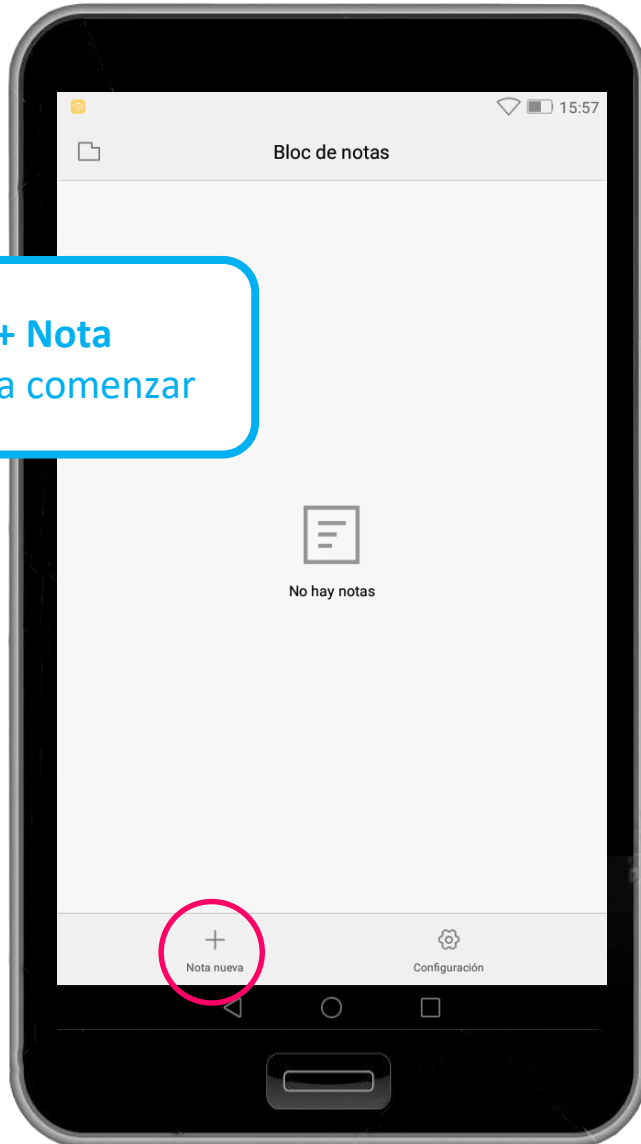 15:57
Bloc de notas
+ Nota
a comenzar
No hay notas
Nota nueva
Configuración